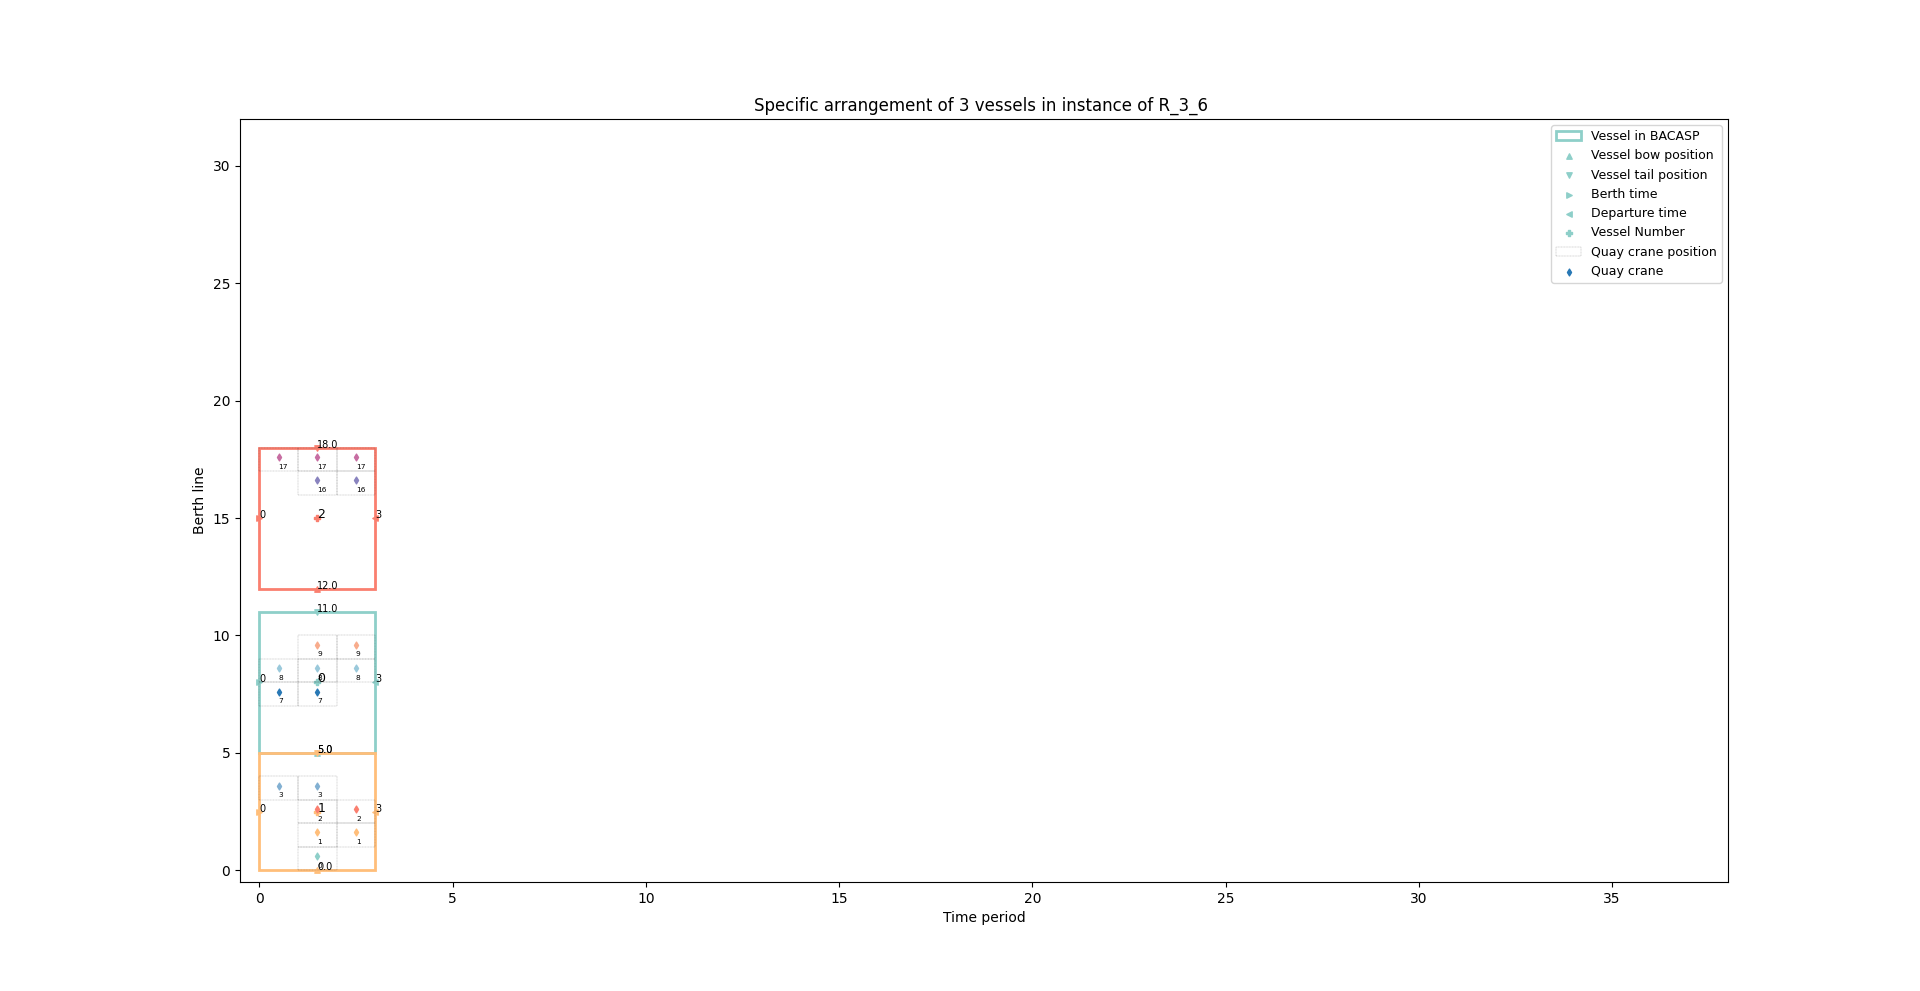 Specific arrangement of 3 vessels in instance of R_3_6
Vessel in BACASP
Vessel bow position
Vessel tail position
Berth time
Departure time
Vessel Number
Quay crane position
Quay crane
Berth line
30
25
20
15
10
5
0
18.0
17 17 17
16 16
0 2 3
12.0
11.0
9 9
8 8
0 0 3
7 7
5.0
3 3
0 1 3
2 2
1 1
0.0
0 5 10 15 20 25 30 35
Time period